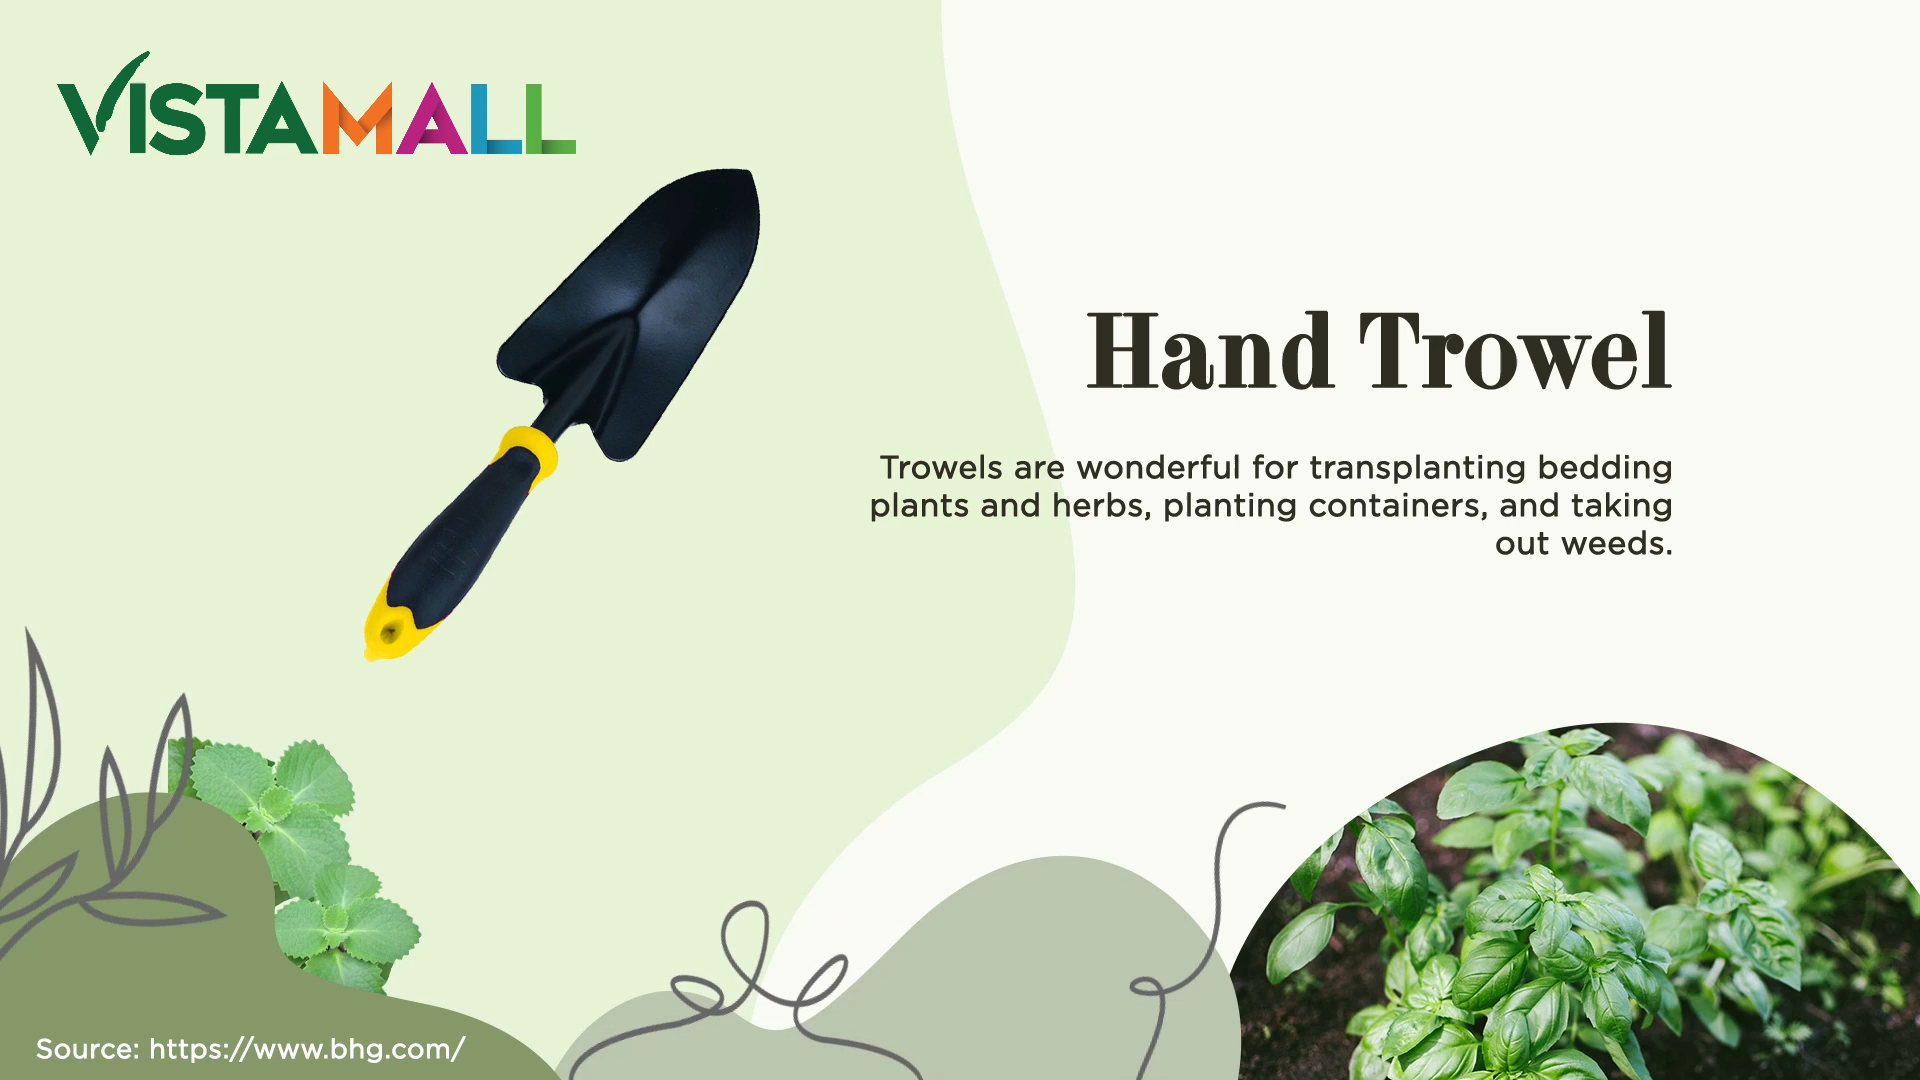 VISTAMALL
Hand Trowel
Trowels are wonderful for transplanting bedding
plants and herbs, planting containers, and taking
out weeds.
Source: https://www.bhg.com/